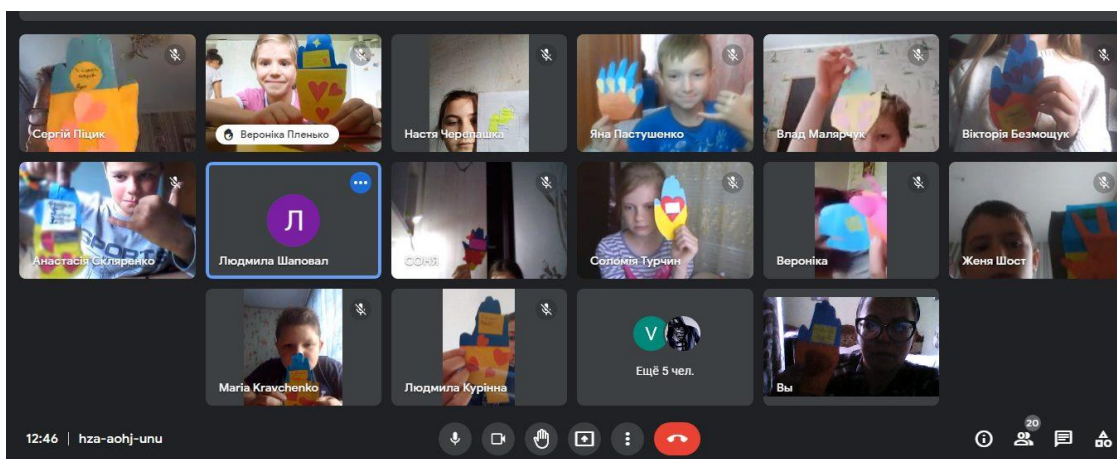 Сергій Піцик
Вероніка Пленько
Настя Черепашка
Яна Пастушенко
Влад Малярчук
Вікторія Безмощук
Анастасія Скляренко
Л
Людмила Шаповал
СОНЯ
Соломія Турчин
Вероніка
Женя Шост
Maria Kravchenko
Людмила Курінна
V
Ещё 5 чел.
Вы
12:46 | hza-aohj-unu
20